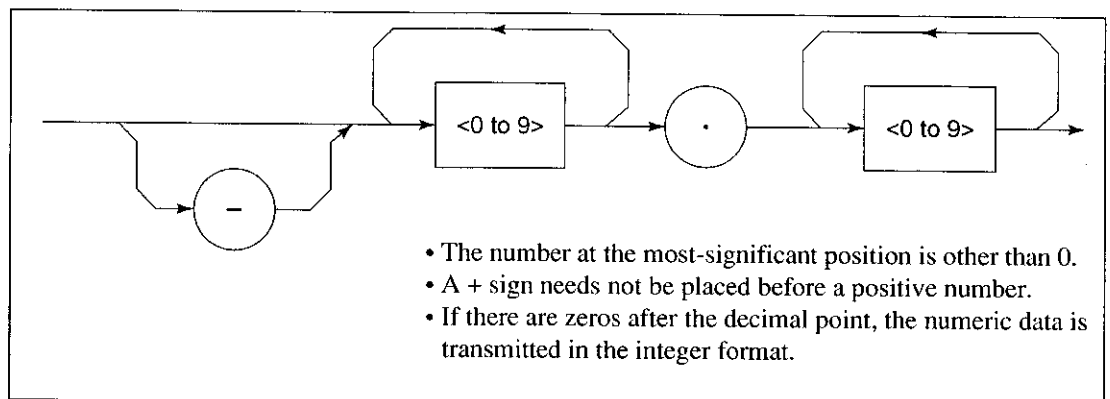 <0 to 9>
.
<0 to 9>
−
• The number at the most-significant position is other than 0.
• A + sign needs not be placed before a positive number.
• If there are zeros after the decimal point, the numeric data is
transmitted in the integer format.